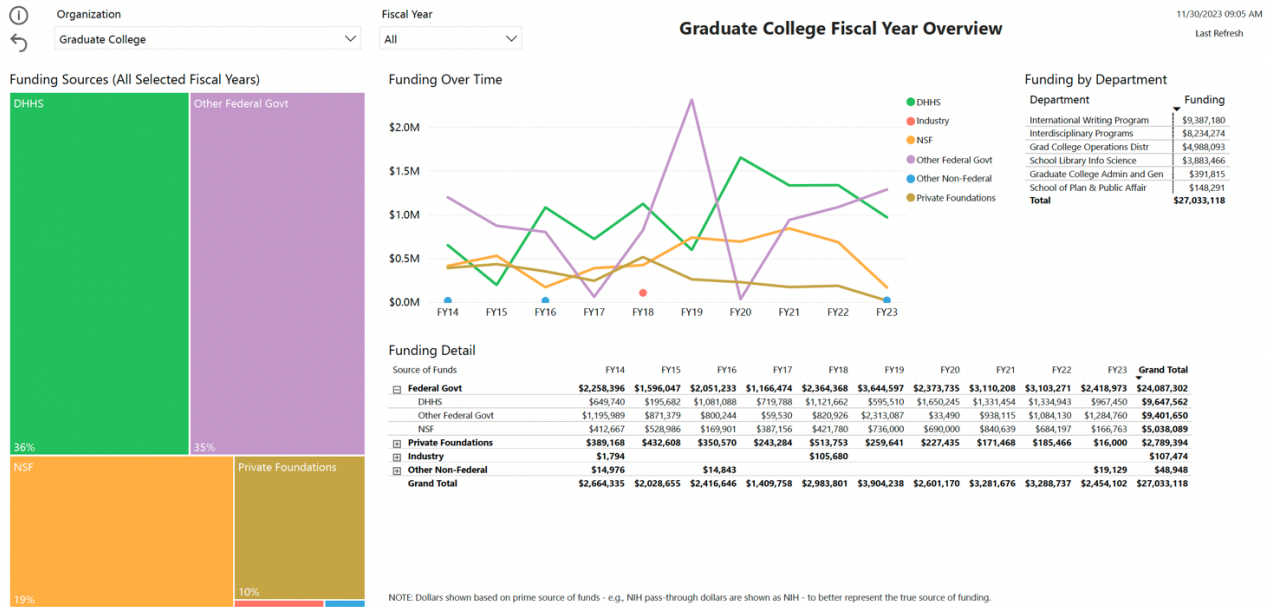 Organization
Graduate College
Fiscal Year
All
Graduate College Fiscal Year Overview
11/30/2023 09:05 AM
Last Refresh
Funding Sources (All Selected Fiscal Years)
DHHS
36%
Other Federal Govt
35%
NSF
19%
Private Foundations
10%
Funding Over Time
$2.0M
$1.5M
$1.0M
$0.5M
$0.0M
FY14 FY15 FY16 FY17 FY18 FY19 FY20 FY21 FY22 FY23
DHHS
Industry
NSF
Other Federal Govt
Other Non-Federal
Private Foundations
Funding by Department
Department Funding
International Writing Program $9,387,180
Interdisciplinary Programs $8,234,274
Grad College Operations Distr $4,988,093
School Library Info Science $3,883,466
Graduate College Admin and Gen $391,815
School of Plan & Public Affair $148,291
Total $27,033,118
Funding Detail
Source of Funds FY14 FY15 FY16 FY17 FY18 FY19 FY20 FY21 FY22 FY23 Grand Total
Federal Govt $2,258,396 $1,596,047 $2,051,233 $1,166,474 $2,364,368 $3,644,597 $2,373,735 $3,110,208 $3,103,271 $2,418,973 $24,087,302
DHHS $649,740 $195,682 $1,081,088 $719,788 $1,121,662 $595,510 $1,650,245 $1,331,454 $1,334,943 $967,450 $9,647,562
Other Federal Govt $1,195,989 $871,379 $800,244 $59,530 $820,926 $2,313,087 $33,490 $938,115 $1,084,130 $1,284,760 $9,401,650
NSF $412,667 $528,986 $169,901 $387,156 $421,780 $736,000 $690,000 $840,639 $684,197 $166,763 $5,038,089
Private Foundations $389,168 $432,608 $350,570 $243,284 $513,753 $259,641 $227,435 $171,468 $185,466 $16,000 $2,789,394
Industry $1,794 $105,680 $107,474
Other Non-Federal $14,976 $14,843 $19,129 $48,948
Grand Total $2,664,335 $2,028,655 $2,416,646 $1,409,758 $2,983,801 $3,904,238 $2,601,170 $3,281,676 $3,288,737 $2,454,102 $27,033,118
NOTE: Dollars shown based on prime source of funds - e.g., NIH pass-through dollars are shown as NIH - to better represent the true source of funding.